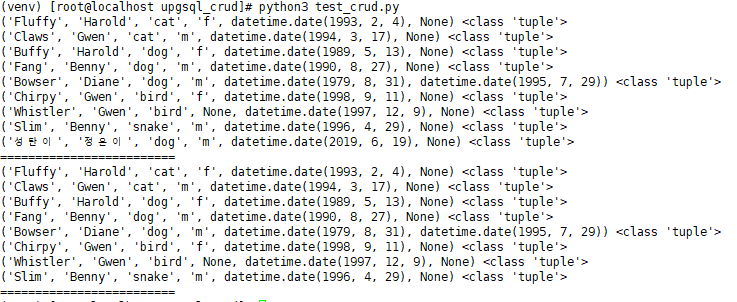 (venv) [root@localhost upgsql_crud]# python3 test_crud.py
('Fluffy', 'Harold', 'cat', 'f', datetime.date(1993, 2, 4), None) <class 'tuple'>
('Claws', 'Gwen', 'cat', 'm', datetime.date(1994, 3, 17), None) <class 'tuple'>
('Buffy', 'Harold', 'dog', 'f', datetime.date(1989, 5, 13), None) <class 'tuple'>
('Fang', 'Benny', 'dog', 'm', datetime.date(1990, 8, 27), None) <class 'tuple'>
('Bowser', 'Diane', 'dog', 'm', datetime.date(1979, 8, 31), datetime.date(1995, 7, 29)) <class 'tuple'>
('Chirpy', 'Gwen', 'bird', 'f', datetime.date(1998, 9, 11), None) <class 'tuple'>
('Whistler', 'Gwen', 'bird', None, datetime.date(1997, 12, 9), None) <class 'tuple'>
('Slim', 'Benny', 'snake', 'm', datetime.date(1996, 4, 29), None) <class 'tuple'>
('성탄이', '정은이', 'dog', 'm', datetime.date(2019, 6, 19), None) <class 'tuple'>
=========================
('Fluffy', 'Harold', 'cat', 'f', datetime.date(1993, 2, 4), None) <class 'tuple'>
('Claws', 'Gwen', 'cat', 'm', datetime.date(1994, 3, 17), None) <class 'tuple'>
('Buffy', 'Harold', 'dog', 'f', datetime.date(1989, 5, 13), None) <class 'tuple'>
('Fang', 'Benny', 'dog', 'm', datetime.date(1990, 8, 27), None) <class 'tuple'>
('Bowser', 'Diane', 'dog', 'm', datetime.date(1979, 8, 31), datetime.date(1995, 7, 29)) <class 'tuple'>
('Chirpy', 'Gwen', 'bird', 'f', datetime.date(1998, 9, 11), None) <class 'tuple'>
('Whistler', 'Gwen', 'bird', None, datetime.date(1997, 12, 9), None) <class 'tuple'>
('Slim', 'Benny', 'snake', 'm', datetime.date(1996, 4, 29), None) <class 'tuple'>
=========================